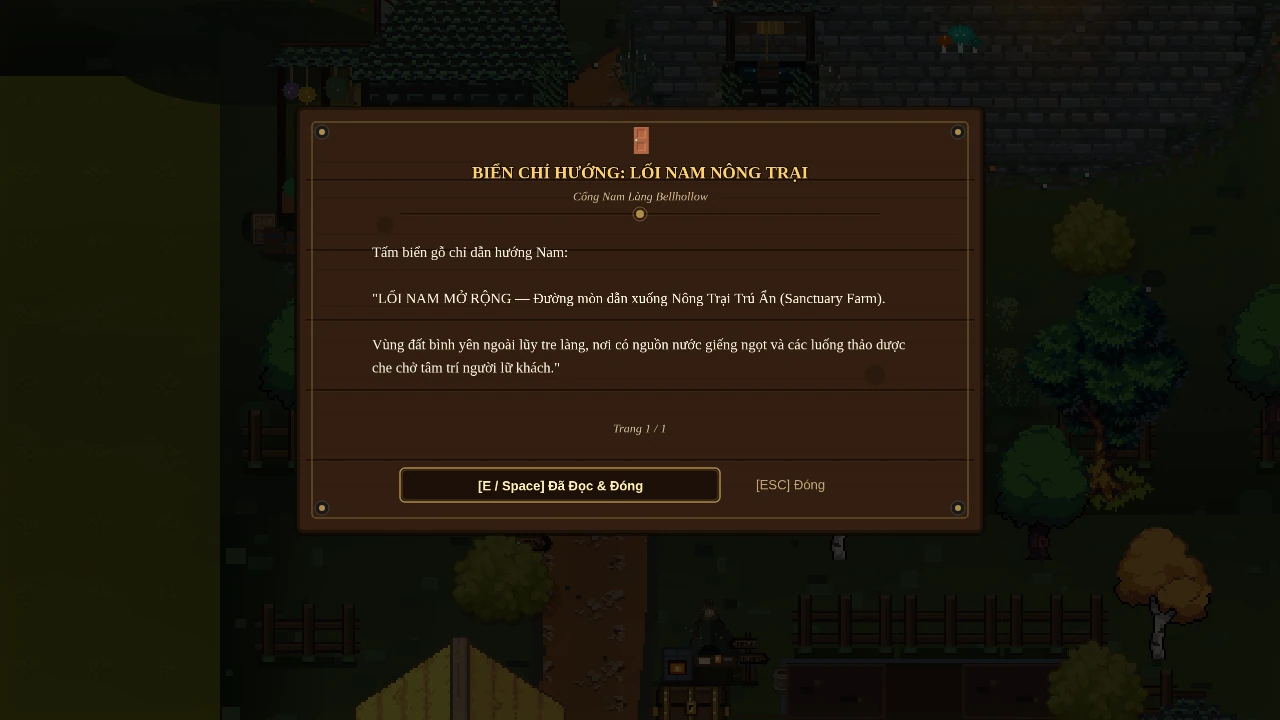 BIỂN CHỈ HƯỚNG: LỐI NAM NÔNG TRẠI
Cổng Nam Làng Bellhollow
Tấm biển gỗ chỉ dẫn hướng Nam:
"LỐI NAM MỞ RỘNG — Đường mòn dẫn xuống Nông Trại Trú Ẩn (Sanctuary Farm).
Vùng đất bình yên ngoài lũy tre làng, nơi có nguồn nước giếng ngọt và các luống thảo dược
che chở tâm trí người lữ khách."
Trang 1 / 1
[E / Space] Đã Đọc & Đóng
[ESC] Đóng